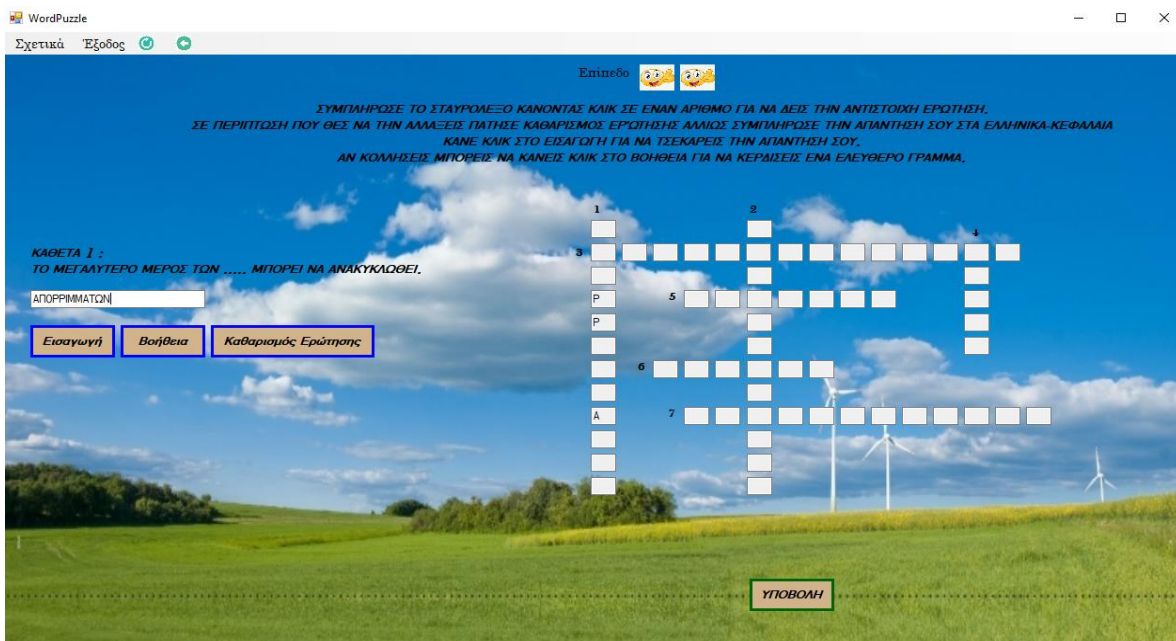 WordPuzzle
Σχετικά Έξοδος
Επίπεδο
ΣΥΜΠΛΗΡΩΣΕ ΤΟ ΣΤΑΥΡΟΛΕΞΟ ΚΑΝΟΝΤΑΣ ΚΛΙΚ ΣΕ ΕΝΑΝ ΑΡΙΘΜΟ ΓΙΑ ΝΑ ΔΕΙΣ ΤΗΝ ΑΝΤΙΣΤΟΙΧΗ ΕΡΩΤΗΣΗ.
ΣΕ ΠΕΡΙΠΤΩΣΗ ΠΟΥ ΘΕΣ ΝΑ ΤΗΝ ΑΛΛΑΞΕΙΣ ΠΑΤΗΣΕ ΚΑΘΑΡΙΣΜΟΣ ΕΡΏΤΗΣΗΣ ΑΛΛΙΩΣ ΣΥΜΠΛΗΡΩΣΕ ΤΗΝ ΑΠΑΝΤΗΣΗ ΣΟΥ ΣΤΑ ΕΛΛΗΝΙΚΑ-ΚΕΦΑΛΑΙΑ
ΚΑΝΕ ΚΛΙΚ ΣΤΟ ΕΙΣΑΓΩΓΗ ΓΙΑ ΝΑ ΤΣΕΚΑΡΕΙΣ ΤΗΝ ΑΠΑΝΤΗΣΗ ΣΟΥ.
ΑΝ ΚΟΛΛΗΣΕΙΣ ΜΠΟΡΕΙΣ ΝΑ ΚΑΝΕΙΣ ΚΛΙΚ ΣΤΟ ΒΟΗΘΕΙΑ ΓΙΑ ΝΑ ΚΕΡΔΙΣΕΙΣ ΕΝΑ ΕΛΕΥΘΕΡΟ ΓΡΑΜΜΑ.
1 2
4
3
ΚΑΘΕΤΑ 1 :
ΤΟ ΜΕΓΑΛΥΤΕΡΟ ΜΕΡΟΣ ΤΩΝ ..... ΜΠΟΡΕΙ ΝΑ ΑΝΑΚΥΚΛΩΘΕΙ.
ΑΠΟΡΡΙΜΜΑΤΩΝ
Ρ 5
Ρ
Εισαγωγή Βοήθεια Καθαρισμός Ερώτησης
6
Α 7
ΥΠΟΒΟΛΗ